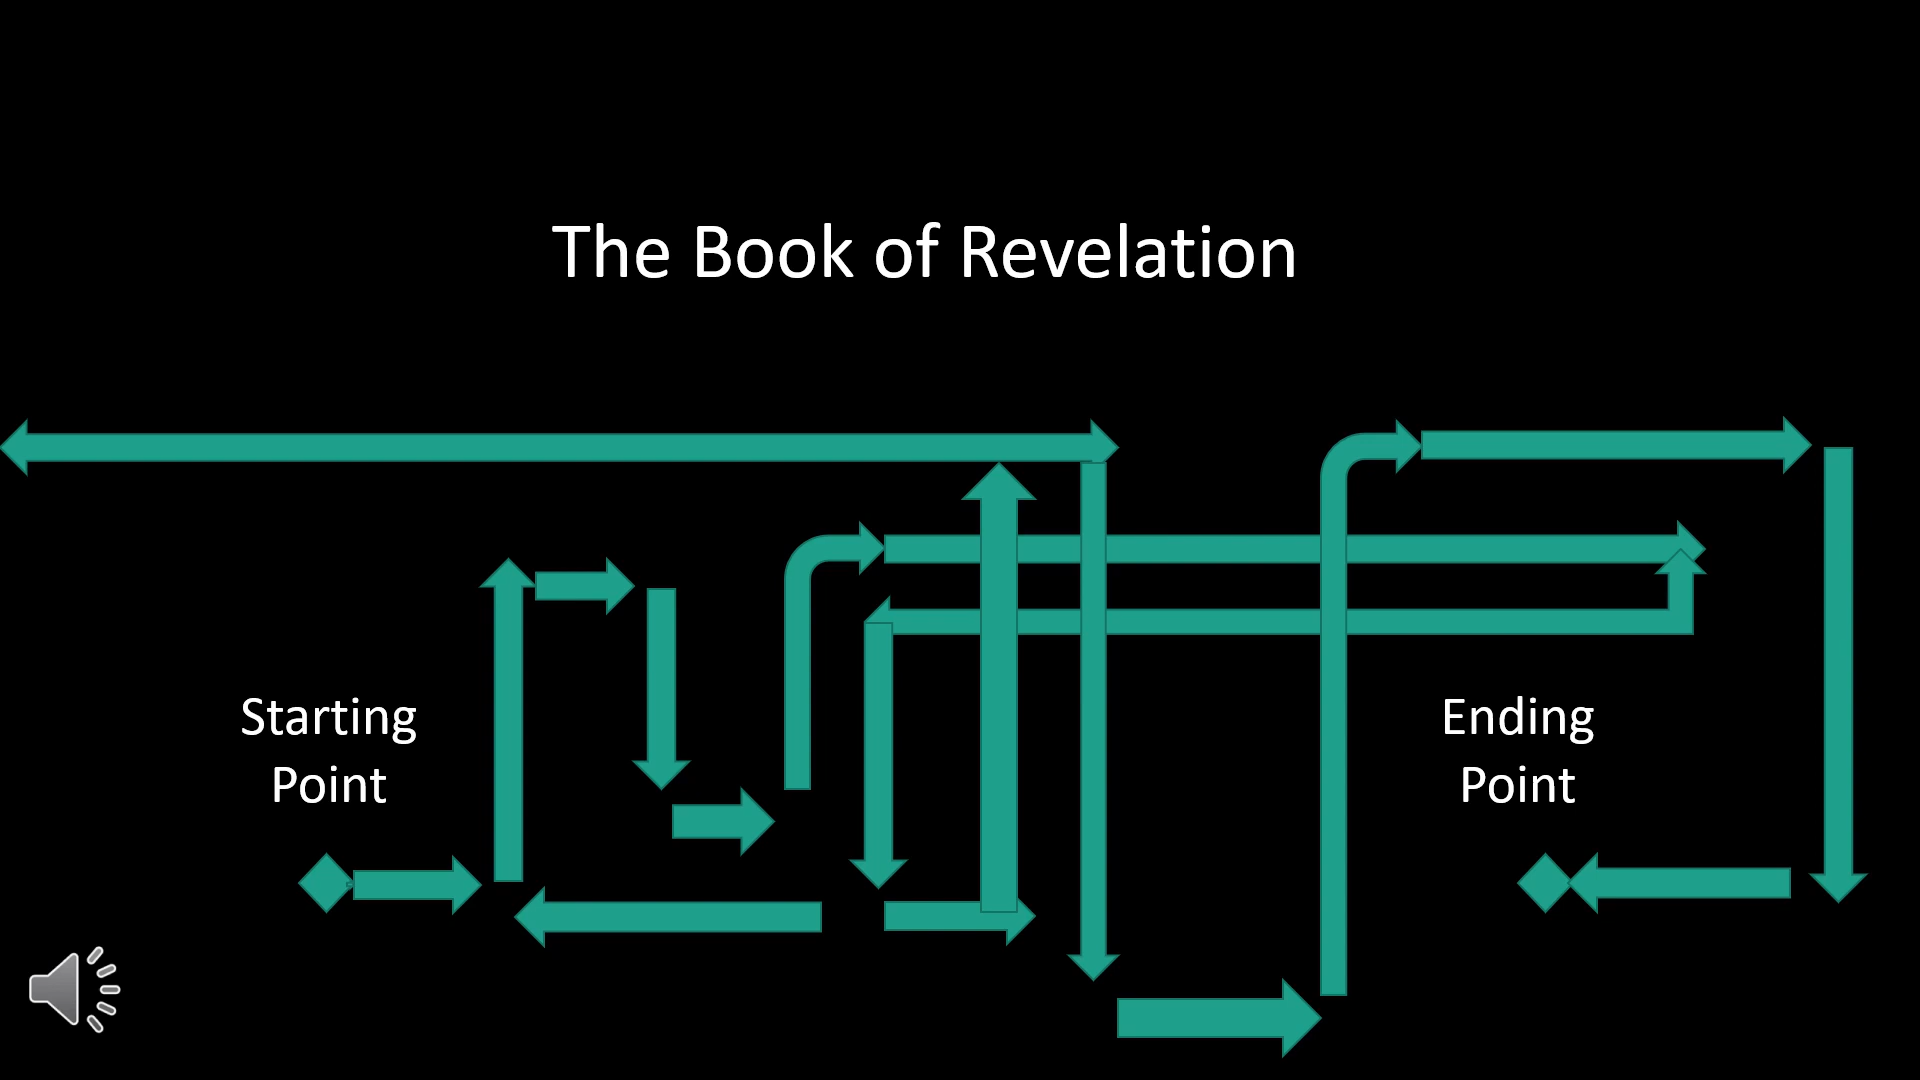 The Book of Revelation
Starting
Point
Ending
Point